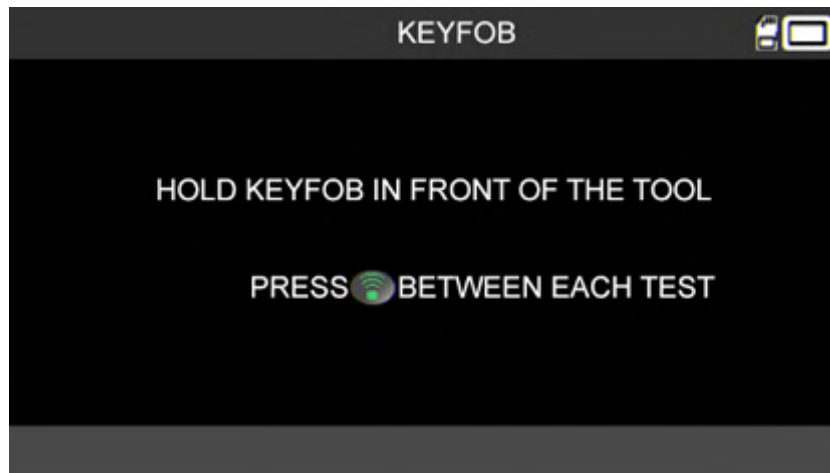 KEYFOB
HOLD KEYFOB IN FRONT OF THE TOOL
PRESS BETWEEN EACH TEST